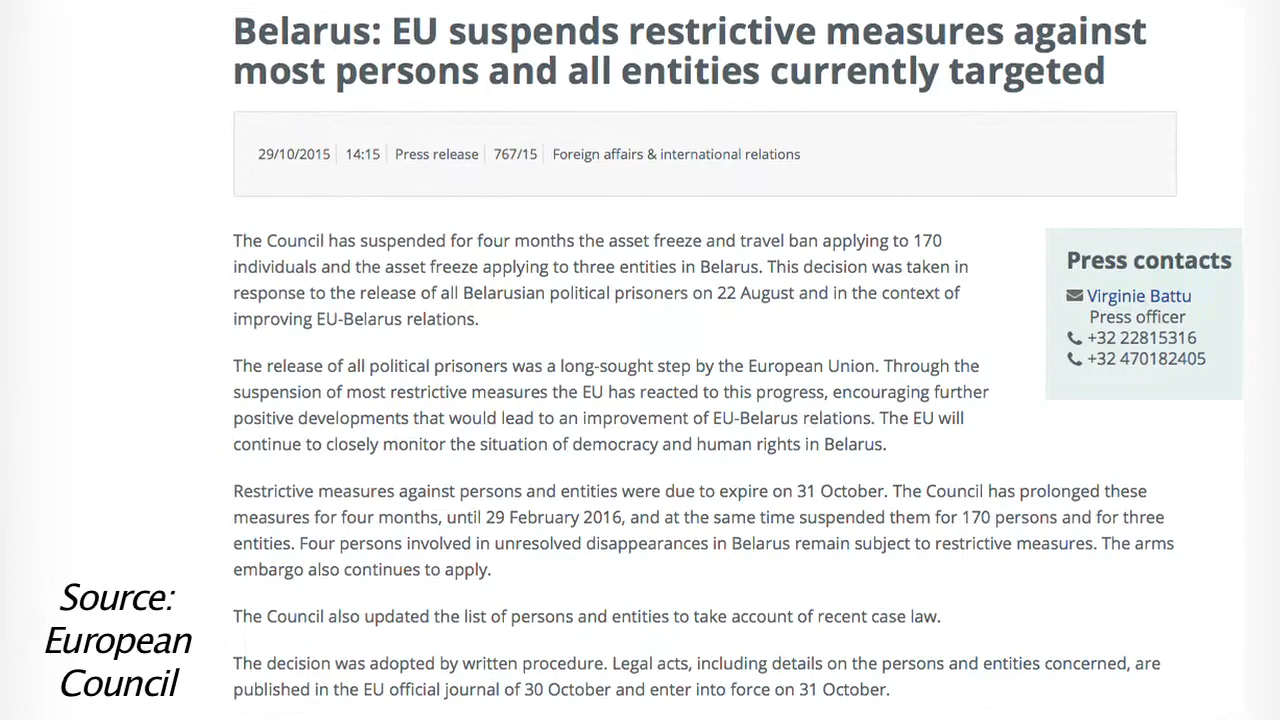 Belarus: EU suspends restrictive measures against
most persons and all entities currently targeted
29/10/2015 14:15 Press release 767/15 Foreign affairs & international relations
The Council has suspended for four months the asset freeze and travel ban applying to 170
individuals and the asset freeze applying to three entities in Belarus. This decision was taken in
response to the release of all Belarusian political prisoners on 22 August and in the context of
improving EU-Belarus relations.
The release of all political prisoners was a long-sought step by the European Union. Through the
suspension of most restrictive measures the EU has reacted to this progress, encouraging further
positive developments that would lead to an improvement of EU-Belarus relations. The EU will
continue to closely monitor the situation of democracy and human rights in Belarus.
Restrictive measures against persons and entities were due to expire on 31 October. The Council has prolonged these
measures for four months, until 29 February 2016, and at the same time suspended them for 170 persons and for three
entities. Four persons involved in unresolved disappearances in Belarus remain subject to restrictive measures. The arms
embargo also continues to apply.
The Council also updated the list of persons and entities to take account of recent case law.
The decision was adopted by written procedure. Legal acts, including details on the persons and entities concerned, are
published in the EU official journal of 30 October and enter into force on 31 October.
Press contacts
Virginie Battu
Press officer
+32 22815316
+32 470182405
Source:
European
Council